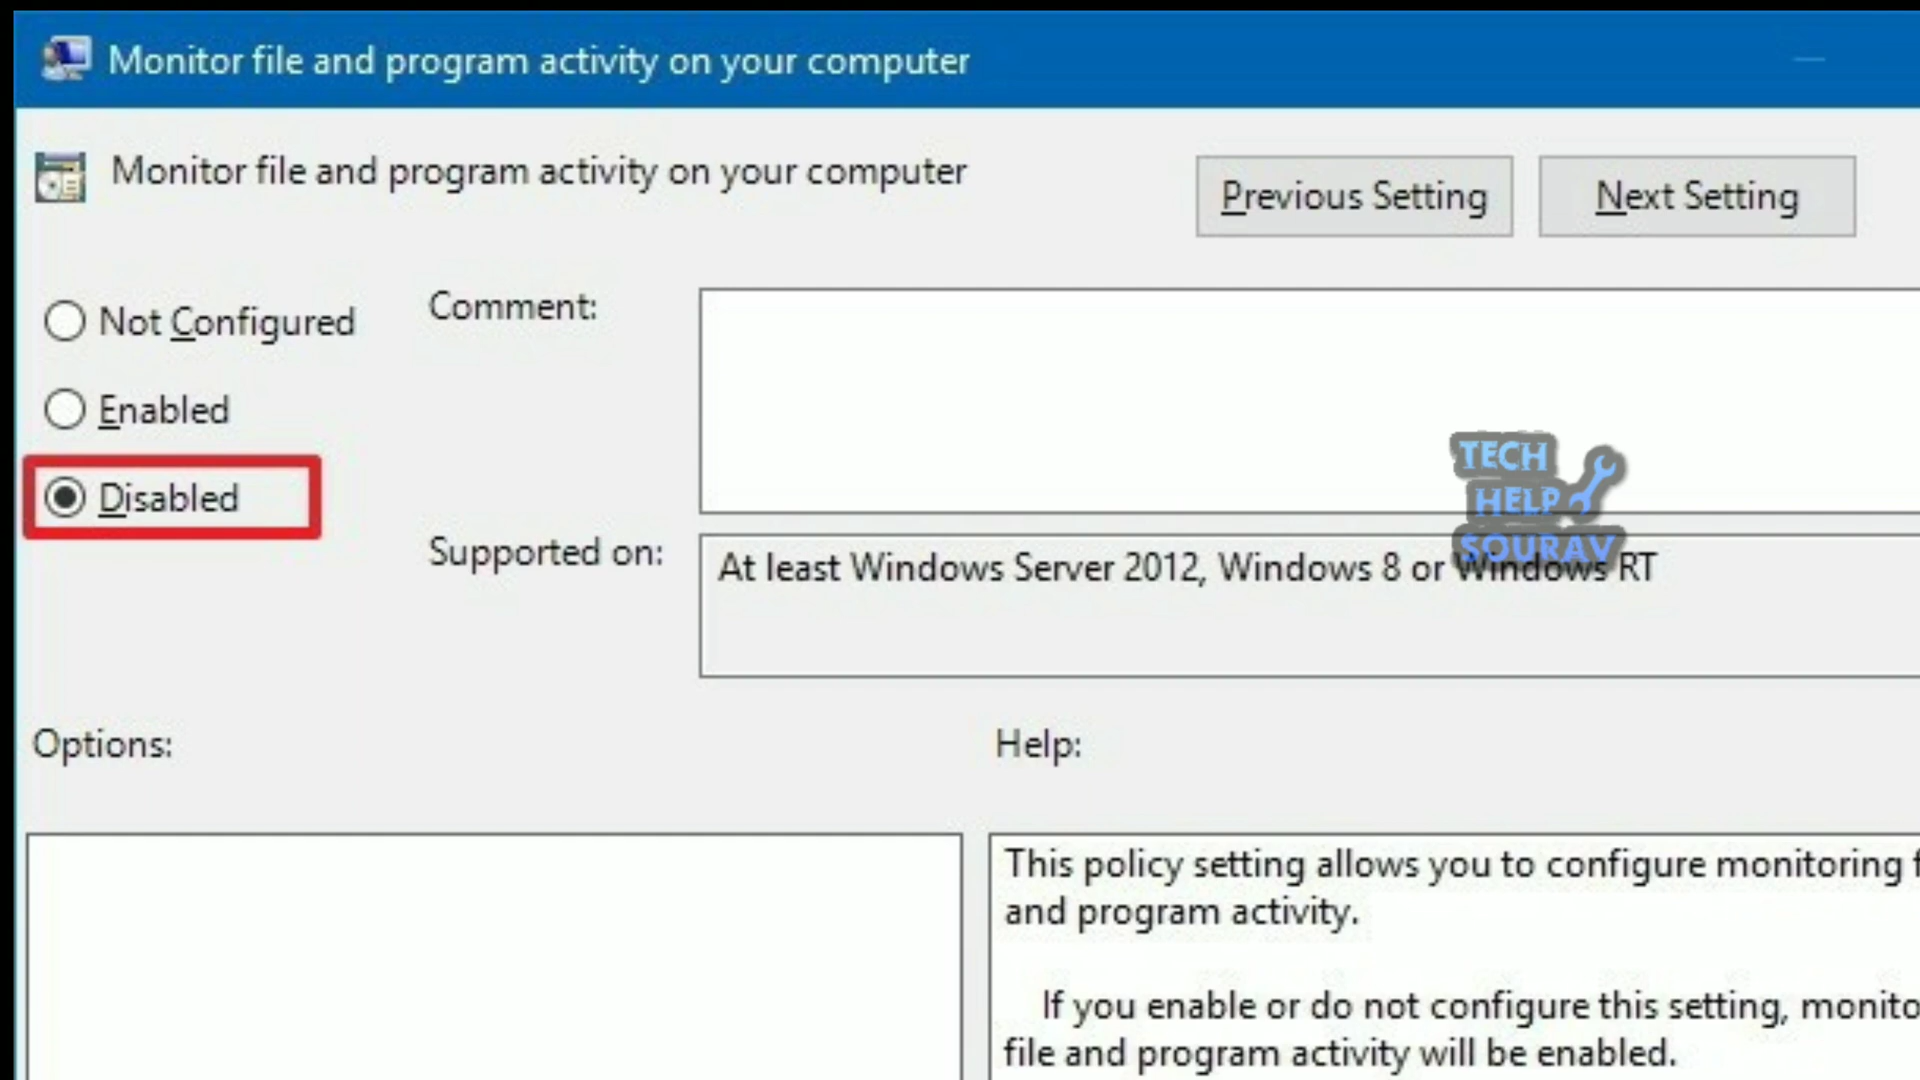 Monitor file and program activity on your computer
Monitor file and program activity on your computer
Previous Setting
Next Setting
Not Configured
Comment:
Enabled
Disabled
TECH
HELP
SOURAV
Supported on:
At least Windows Server 2012, Windows 8 or Windows RT
Options:
Help:
This policy setting allows you to configure monitoring f
and program activity.
If you enable or do not configure this setting, monito
file and program activity will be enabled.